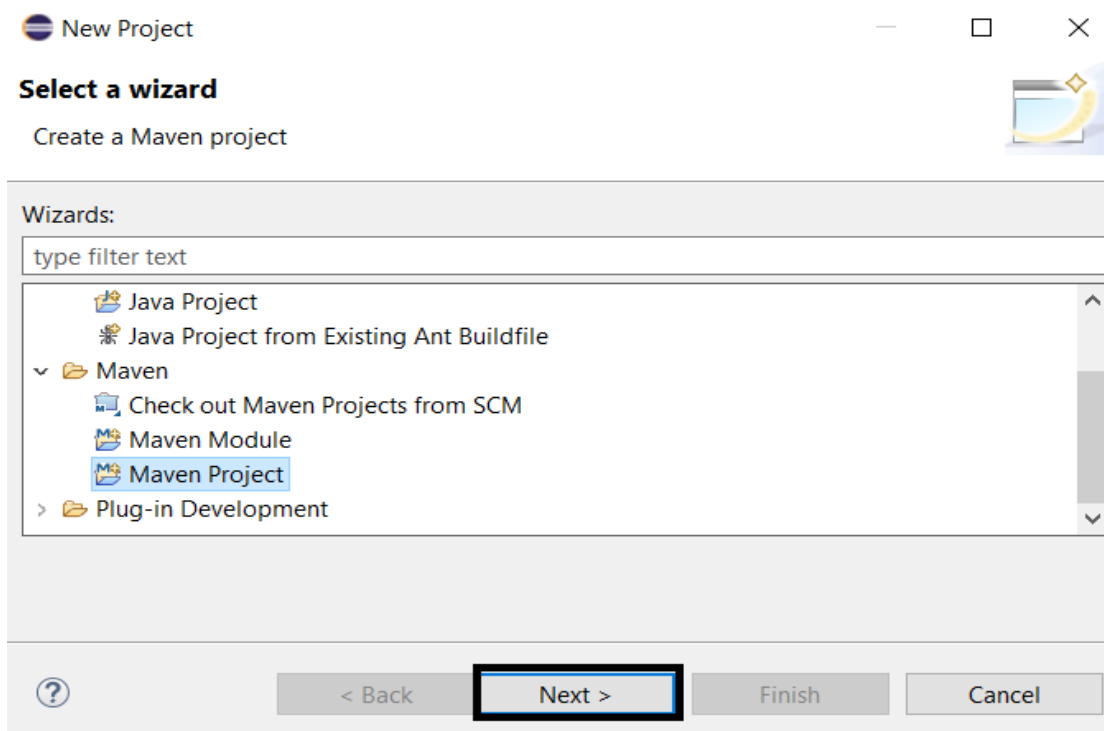 New Project
Select a wizard
Create a Maven project
Wizards:
type filter text
Java Project
Java Project from Existing Ant Buildfile
Maven
Check out Maven Projects from SCM
Maven Module
Maven Project
Plug-in Development
? < Back Next > Finish Cancel